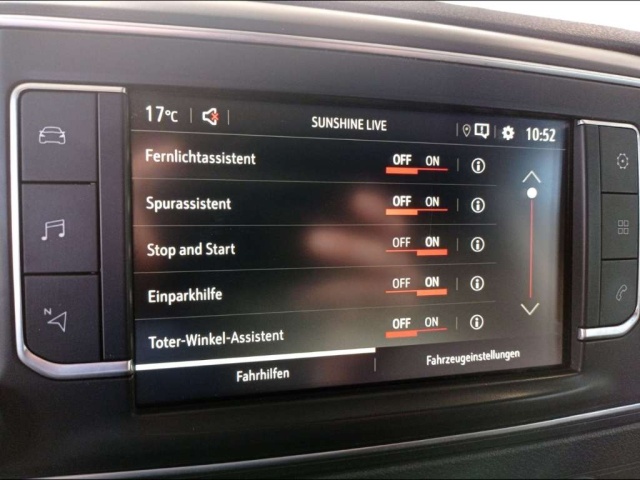 17°C SUNSHINE LIVE 10:52
Fernlichtassistent OFF ON
Spurassistent OFF ON
Stop and Start OFF ON
Einparkhilfe OFF ON
Toter-Winkel-Assistent OFF ON
Fahrhilfen Fahrzeugeinstellungen
N